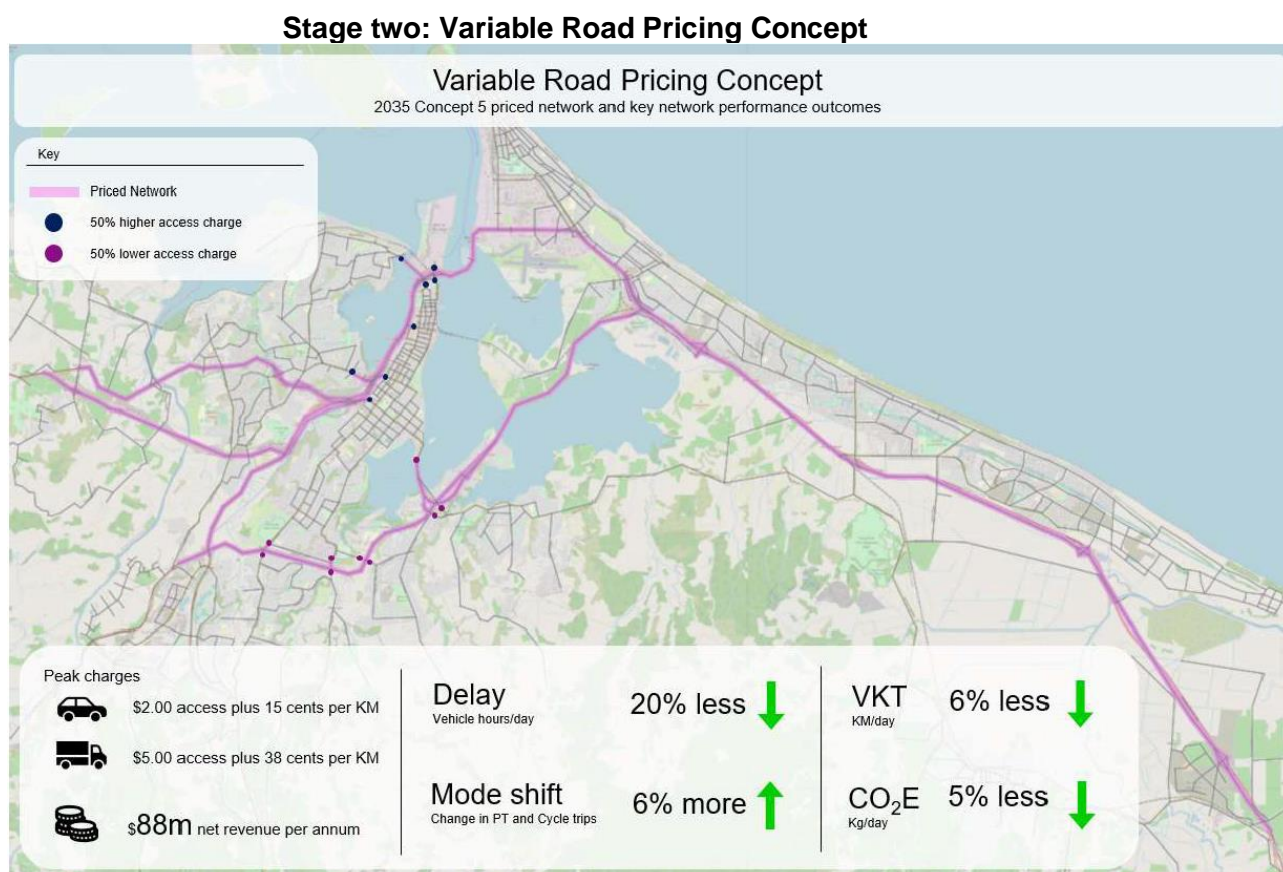 Stage two: Variable Road Pricing Concept
Variable Road Pricing Concept
2035 Concept 5 priced network and key network performance outcomes
Key
Priced Network
50% higher access charge
50% lower access charge
Peak charges
$2.00 access plus 15 cents per KM
$5.00 access plus 38 cents per KM
$88m net revenue per annum
Delay
Vehicle hours/day
20% less
Mode shift
Change in PT and Cycle trips
6% more
VKT
KM/day
6% less
CO₂E
Kg/day
5% less